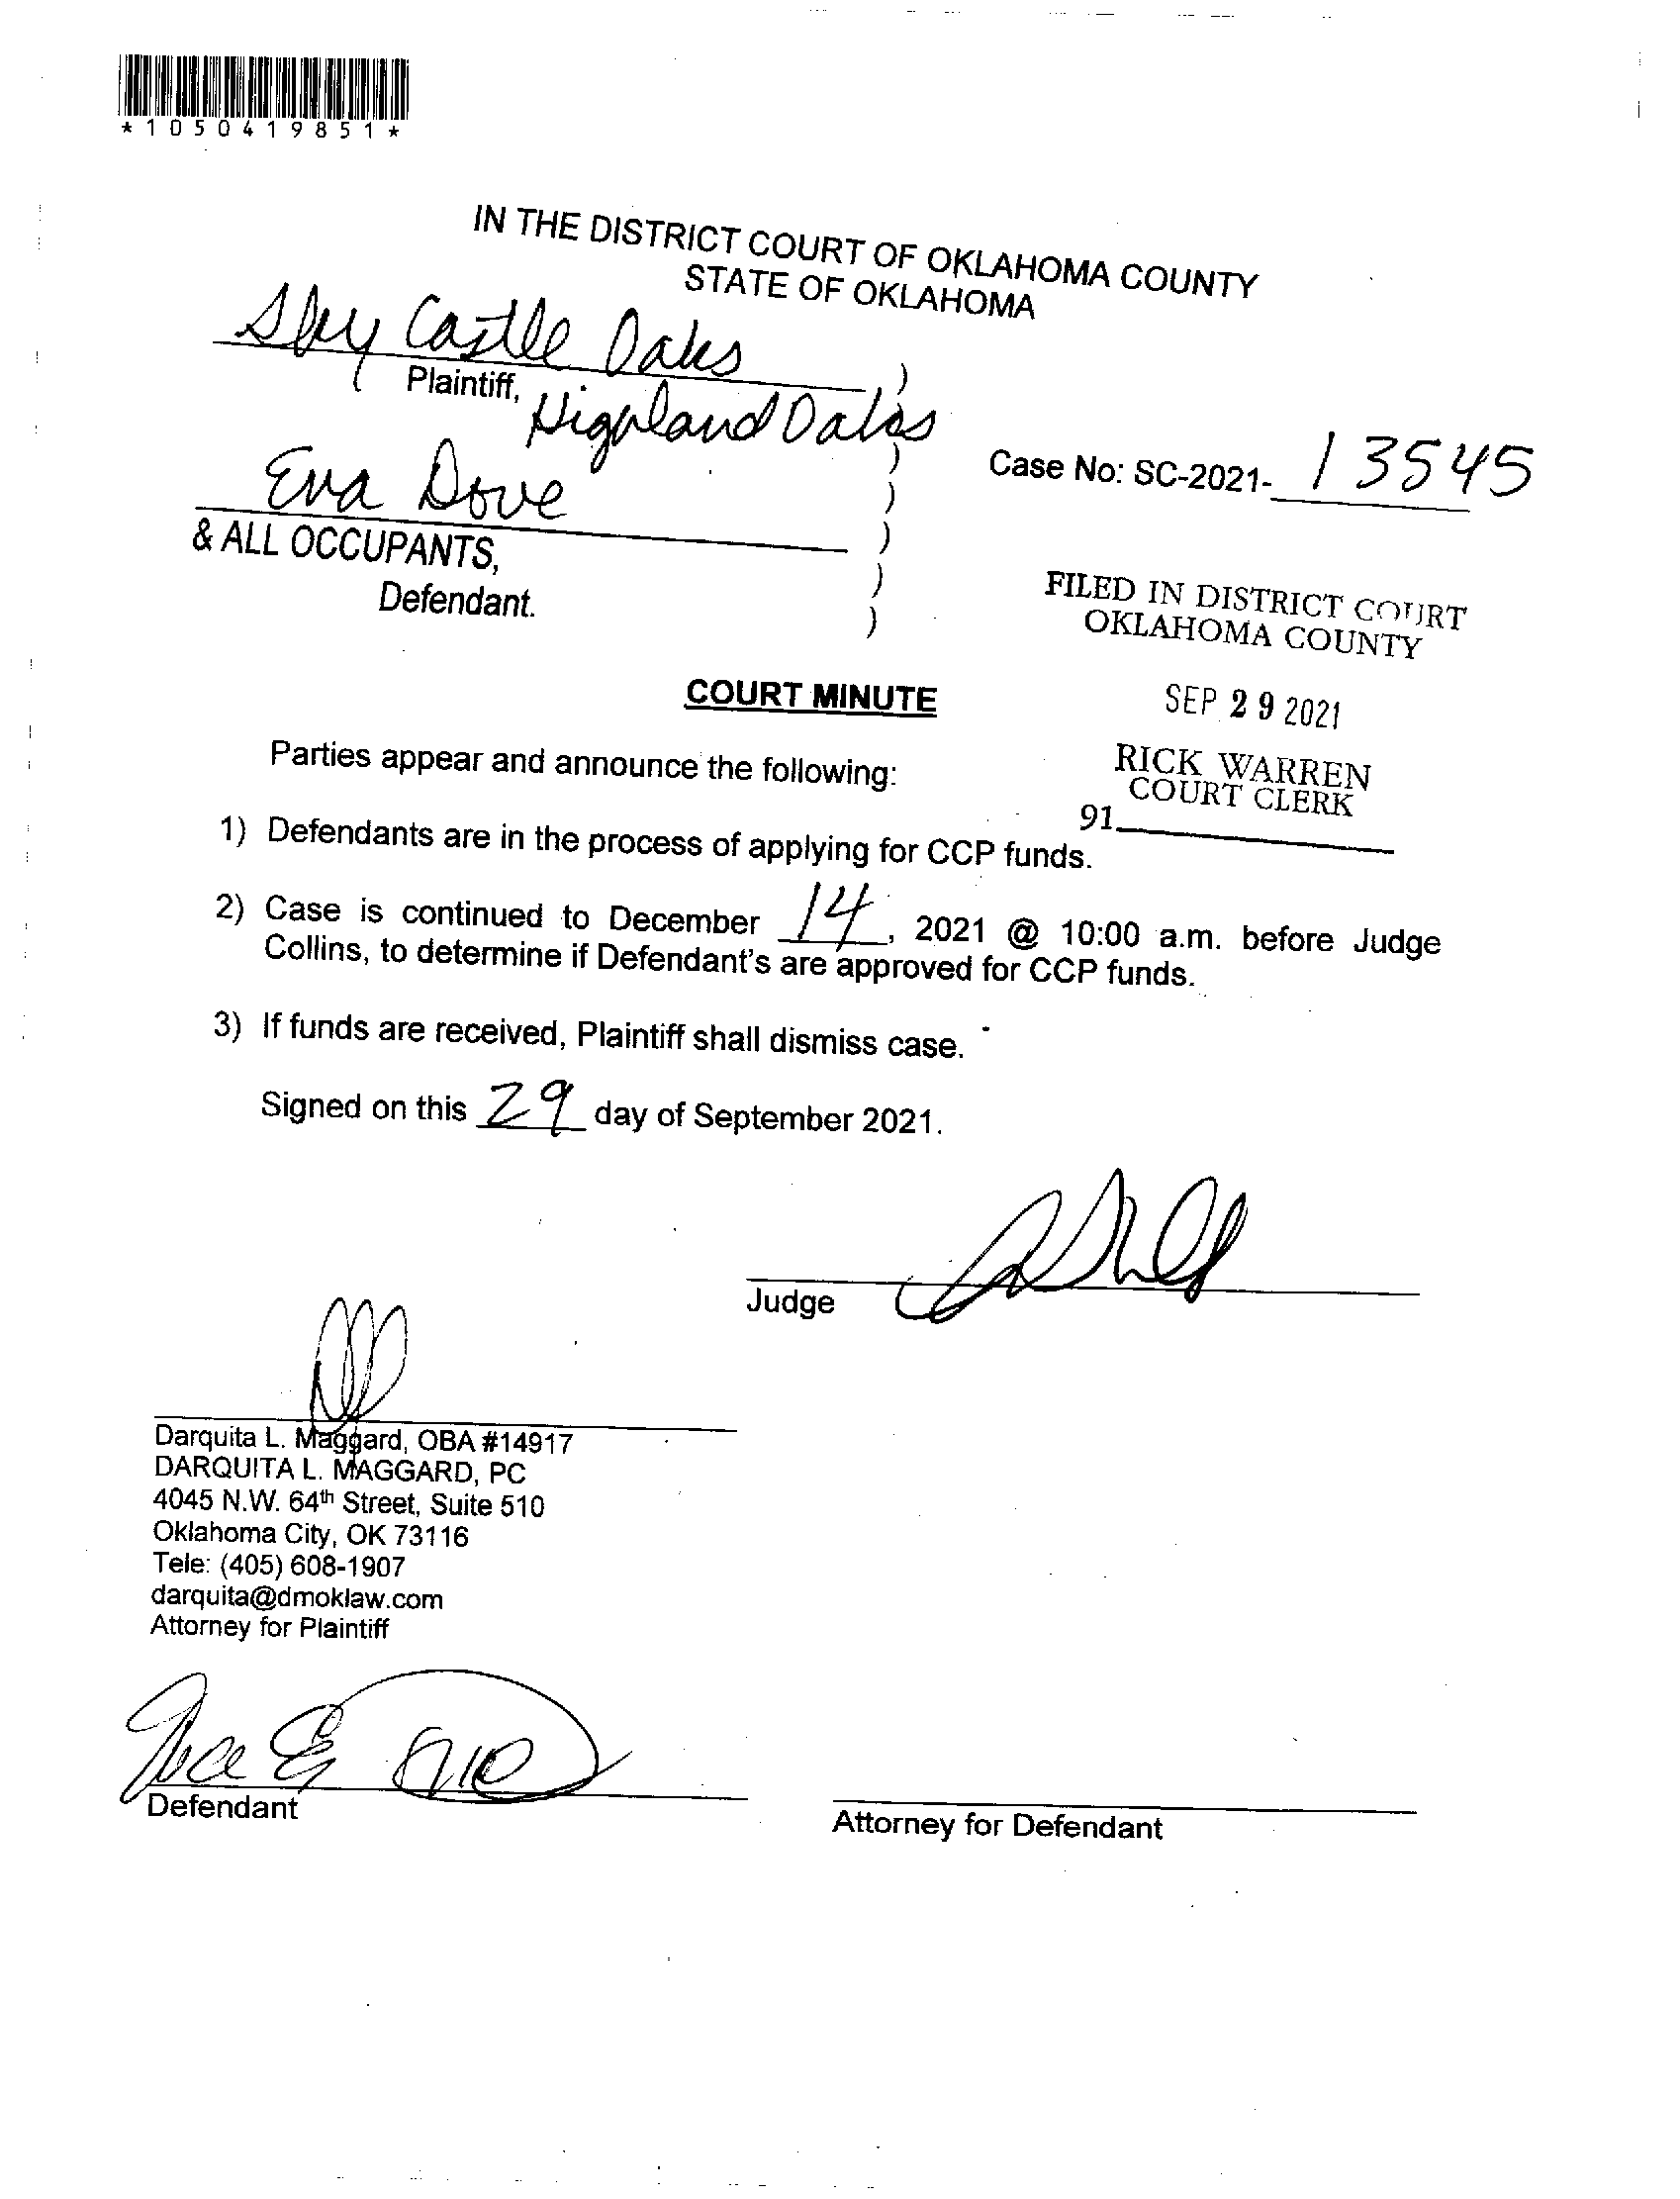 *1050419851*
IN THE DISTRICT COURT OF OKLAHOMA COUNTY
STATE OF OKLAHOMA
Sky Castle Oaks
Plaintiff,
Highland Oaks
Case No: SC-2021- 13545
Eva Dove
& ALL OCCUPANTS,
Defendant.
FILED IN DISTRICT COURT
OKLAHOMA COUNTY
COURT MINUTE
SEP 29 2021
Parties appear and announce the following:
RICK WARREN
COURT CLERK
91
1) Defendants are in the process of applying for CCP funds.
2) Case is continued to December 14, 2021 @ 10:00 a.m. before Judge
Collins, to determine if Defendant's are approved for CCP funds.
3) If funds are received, Plaintiff shall dismiss case.
Signed on this 29 day of September 2021.
Judge
Darquita L. Maggard, OBA #14917
DARQUITA L. MAGGARD, PC
4045 N.W. 64th Street, Suite 510
Oklahoma City, OK 73116
Tele: (405) 608-1907
darquita@dmoklaw.com
Attorney for Plaintiff
Defendant
Attorney for Defendant